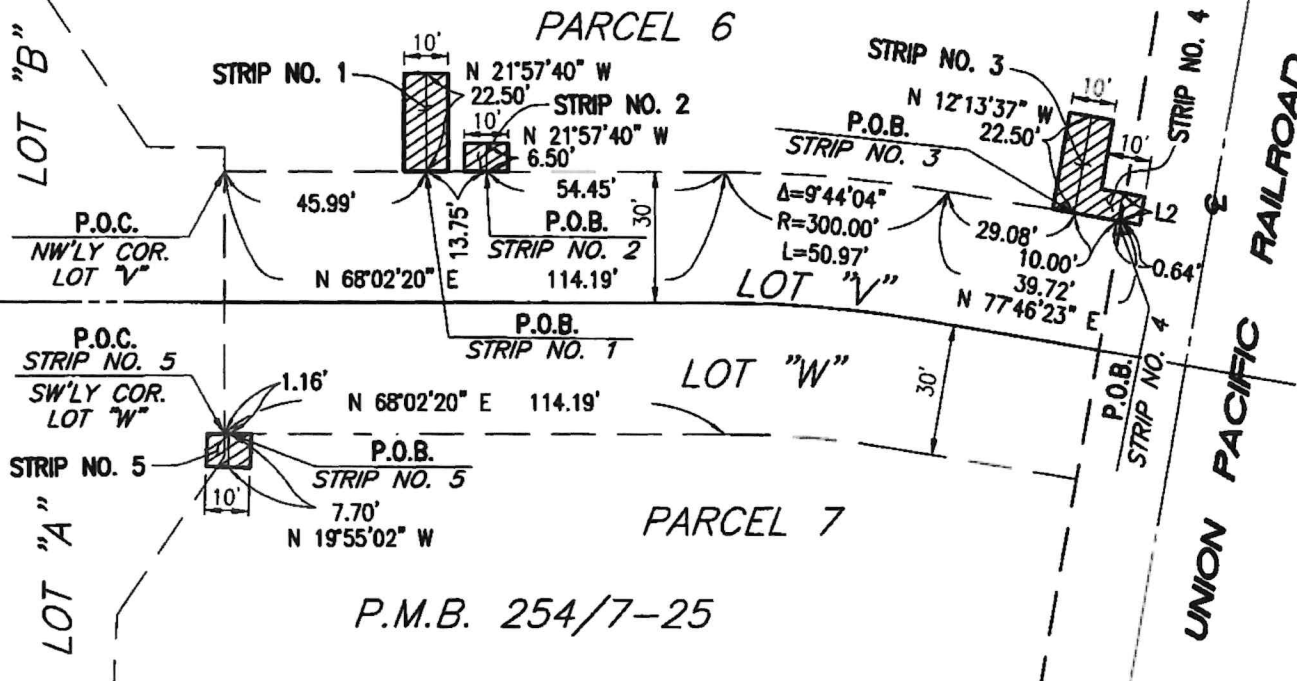 PARCEL 6
LOT "B"
10'
STRIP NO. 1
N 21°57'40" W
22.50'
STRIP NO. 2
10'
N 21°57'40" W
6.50'
STRIP NO. 3
10'
N 12°13'37" W
22.50'
STRIP NO. 4
10'
P.O.B.
STRIP NO. 3
L2
&
RAILROAD
45.99'
13.75'
54.45'
P.O.B.
STRIP NO. 2
30'
Δ=9°44'04"
R=300.00'
L=50.97'
29.08'
10.00'
0.64'
39.72'
N 77°46'23" E
P.O.C.
NW'LY COR.
LOT "V"
N 68°02'20" E 114.19'
LOT "V"
P.O.B.
STRIP NO. 1
P.O.B.
STRIP NO. 4
P.O.C.
STRIP NO. 5
SW'LY COR.
LOT "W"
1.16'
N 68°02'20" E 114.19'
LOT "W"
30'
UNION PACIFIC
STRIP NO. 5
P.O.B.
STRIP NO. 5
10'
7.70'
N 19°55'02" W
LOT "A"
PARCEL 7
P.M.B. 254/7-25